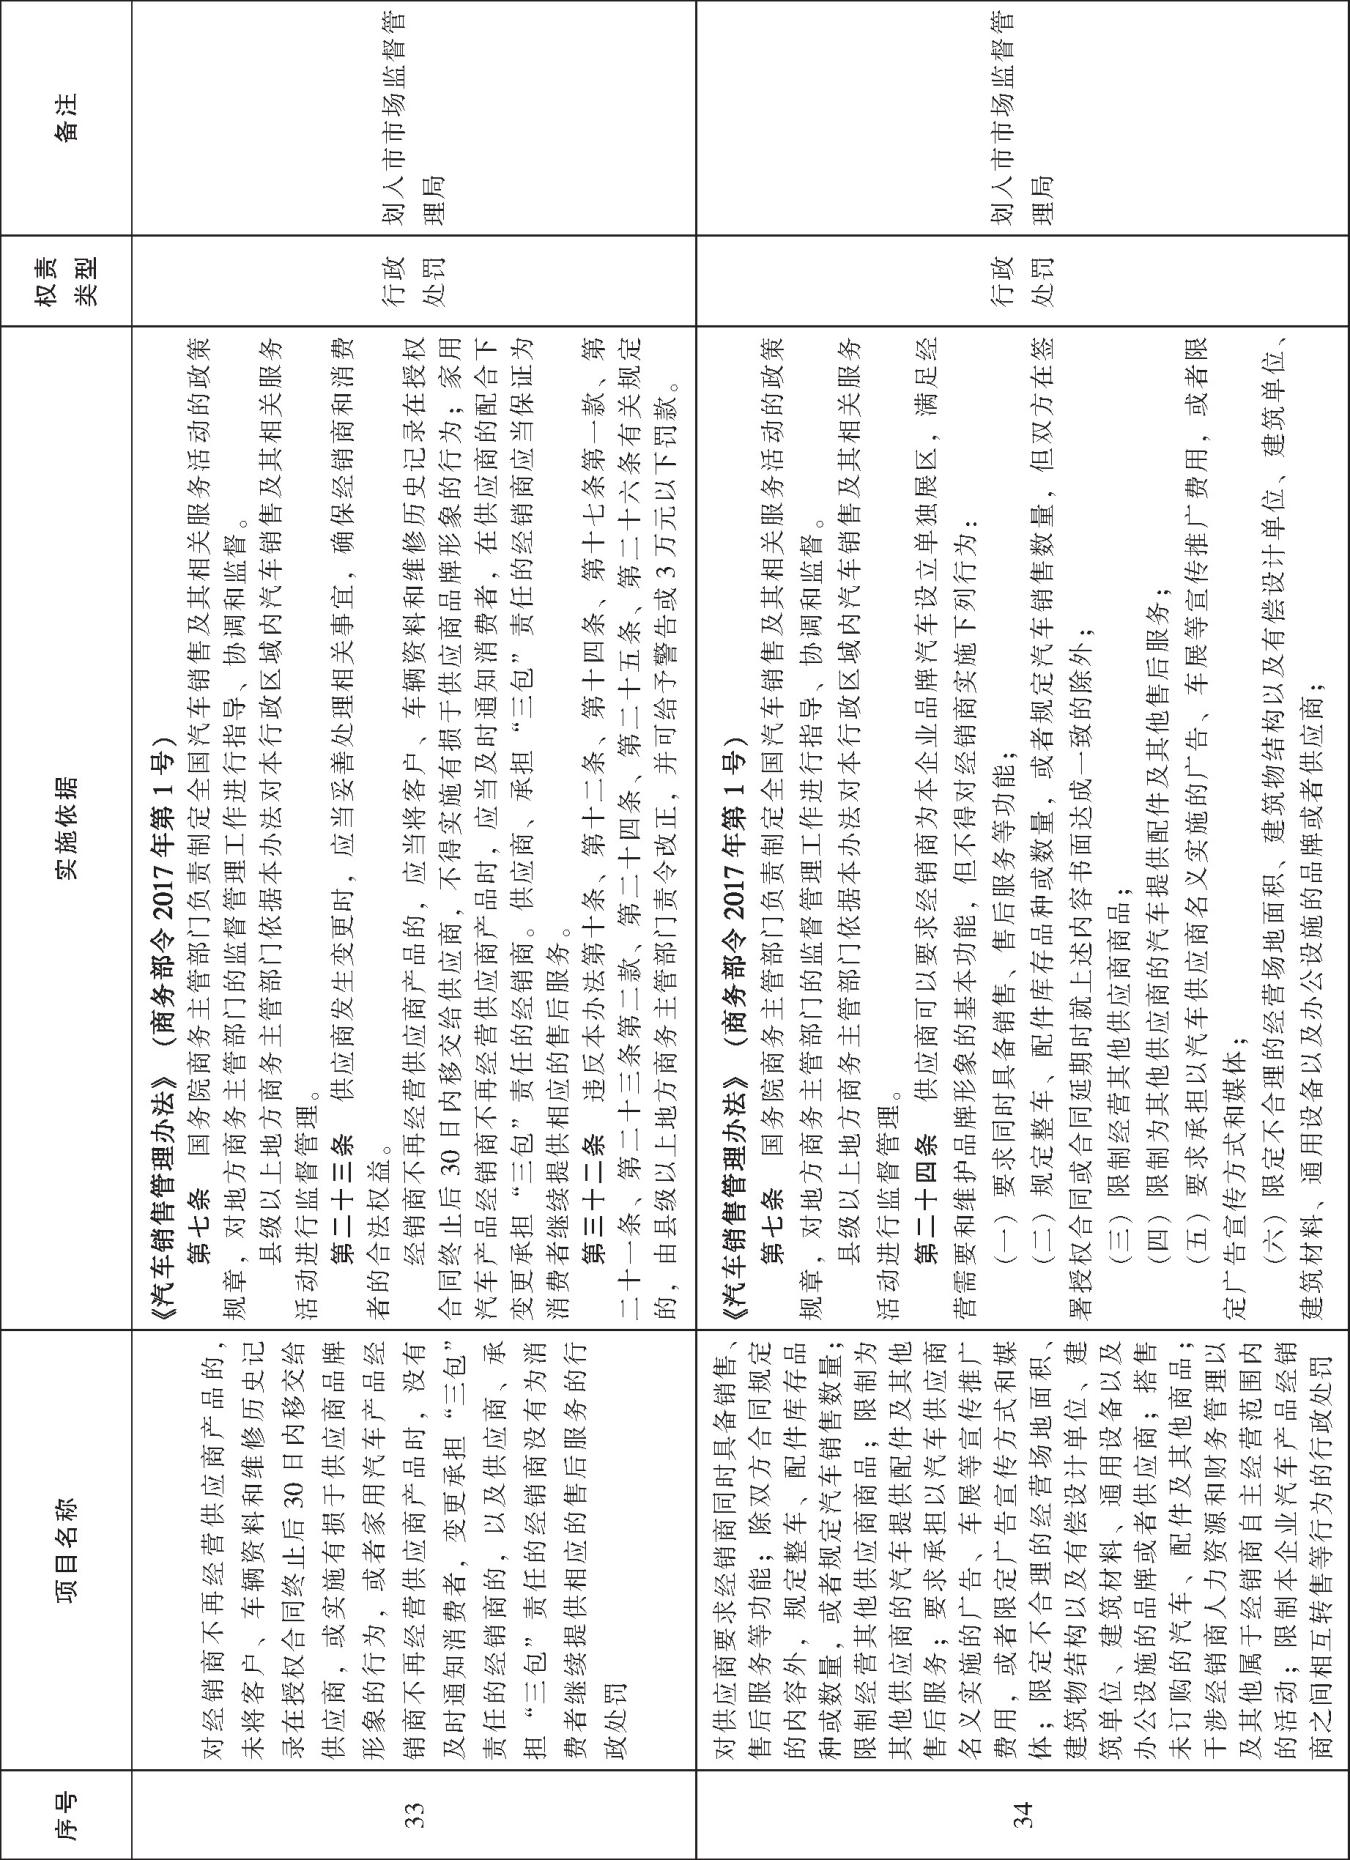 序号
项目名称
实施依据
权责
类型
备注
33
对经销商不再经营供应商产品的，
未将客户、车辆资料和维修历史记
录在授权合同终止后 30 日内移交给
供应商，或实施有损于供应商品牌
形象的行为，或者家用汽车产品经
销商不再经营供应商产品时，没有
及时通知消费者，变更承担“三包”
责任的经销商的，以及供应商、承
担“三包”责任的经销商没有为消
费者继续提供相应的售后服务的行
政处罚
《汽车销售管理办法》（商务部令 2017 年第 1 号）
第七条　国务院商务主管部门负责制定全国汽车销售及其相关服务活动的政策
规章，对地方商务主管部门的监督管理工作进行指导、协调和监督。
县级以上地方商务主管部门依据本办法对本行政区域内汽车销售及其相关服务
活动进行监督管理。
第二十三条　供应商发生变更时，应当妥善处理相关事宜，确保经销商和消费
者的合法权益。
经销商不再经营供应商产品的，应当将客户、车辆资料和维修历史记录在授权
合同终止后 30 日内移交给供应商，不得实施有损于供应商品牌形象的行为；家用
汽车产品经销商不再经营供应商产品时，应当及时通知消费者，在供应商的配合下
变更承担“三包”责任的经销商。供应商、承担“三包”责任的经销商应当保证为
消费者继续提供相应的售后服务。
第三十二条　违反本办法第十条、第十二条、第十四条、第十七条第一款、第
二十一条、第二十三条第二款、第二十四条、第二十五条、第二十六条有关规定
的，由县级以上地方商务主管部门责令改正，并可给予警告或 3 万元以下罚款。
行政
处罚
划入市市场监督管
理局
34
对供应商要求经销商同时具备销售、
售后服务等功能；除双方合同规定
的内容外，规定整车、配件库存品
种或数量，或者规定汽车销售数量；
限制经营其他供应商商品；限制为
其他供应商的汽车提供配件及其他
售后服务；要求承担以汽车供应商
名义实施的广告、车展等宣传推广
费用，或者限定广告宣传方式和媒
体；限定不合理的经营场地面积、
建筑物结构以及有偿设计单位、建
筑单位、建筑材料、通用设备以及
办公设施的品牌或者供应商；搭售
未订购的汽车、配件及其他商品；
干涉经销商人力资源和财务管理以
及其他属于经销商自主经营范围内
的活动；限制本企业汽车产品经销
商之间相互转售等行为的行政处罚
《汽车销售管理办法》（商务部令 2017 年第 1 号）
第七条　国务院商务主管部门负责制定全国汽车销售及其相关服务活动的政策
规章，对地方商务主管部门的监督管理工作进行指导、协调和监督。
县级以上地方商务主管部门依据本办法对本行政区域内汽车销售及其相关服务
活动进行监督管理。
第二十四条　供应商可以要求经销商为本企业品牌汽车设立单独展区，满足经
营需要和维护品牌形象的基本功能，但不得对经销商实施下列行为：
（一）要求同时具备销售、售后服务等功能；
（二）规定整车、配件库存品种或数量，或者规定汽车销售数量，但双方在签
署授权合同或合同延期时就上述内容书面达成一致的除外；
（三）限制经营其他供应商商品；
（四）限制为其他供应商的汽车提供配件及其他售后服务；
（五）要求承担以汽车供应商名义实施的广告、车展等宣传推广费用，或者限
定广告宣传方式和媒体；
（六）限定不合理的经营场地面积、建筑物结构以及有偿设计单位、建筑单位、
建筑材料、通用设备以及办公设施的品牌或者供应商；
行政
处罚
划入市市场监督管
理局